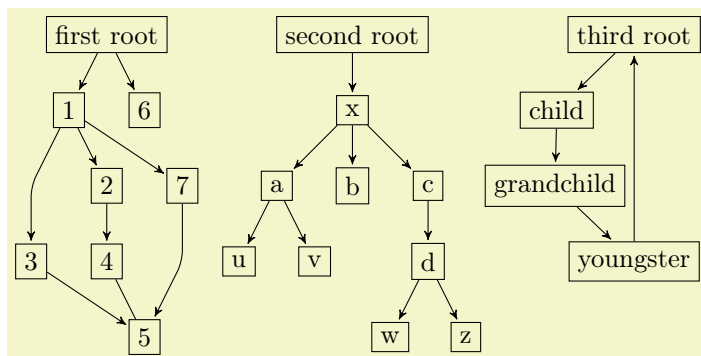 first root second root third root
1 6 x child
2 7 a b c grandchild
3 4 u v d youngster
5 w z